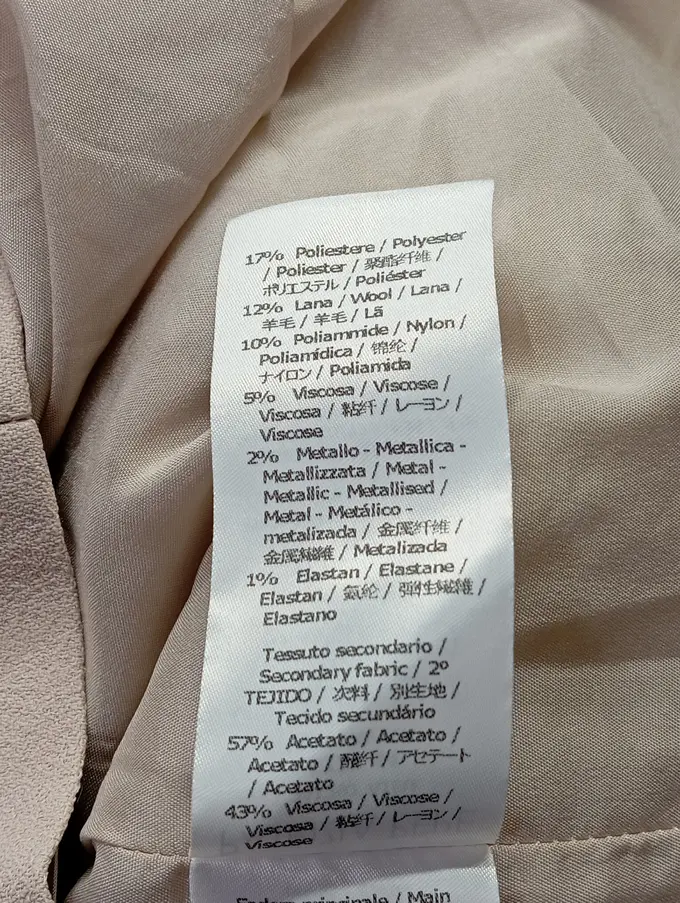 17% Poliestere / Polyester
/ Poliester / 聚酯纤维 /
ポリエステル / Poliéster
12% Lana / Wool / Lana /
羊毛 / 羊毛 / Lã
10% Poliammide / Nylon /
Poliamídica / 锦纶 /
ナイロン / Poliamida
5% Viscosa / Viscose /
Viscosa / 粘纤 / レーヨン /
Viscose
2% Metallo - Metallica -
Metallizzata / Metal -
Metallic - Metallised /
Metal - Metálico -
metalizada / 金属纤维 /
金属繊維 / Metalizada
1% Elastan / Elastane /
Elastan / 氨纶 / 弾性繊維 /
Elastano
Tessuto secondario /
Secondary fabric / 2º
TEJIDO / 次料 / 別生地 /
Tecido secundário
57% Acetato / Acetato /
Acetato / 醋纤 / アセテート
/ Acetato
43% Viscosa / Viscose /
Viscosa / 粘纤 / レーヨン /
Viscose
Fodera principale / Main